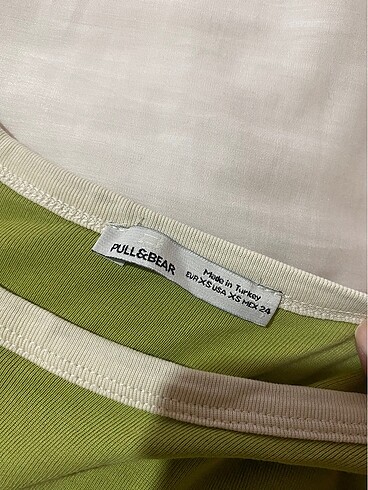 PULL&BEAR
Made in Turkey
EUR XS USA XS MEX 24